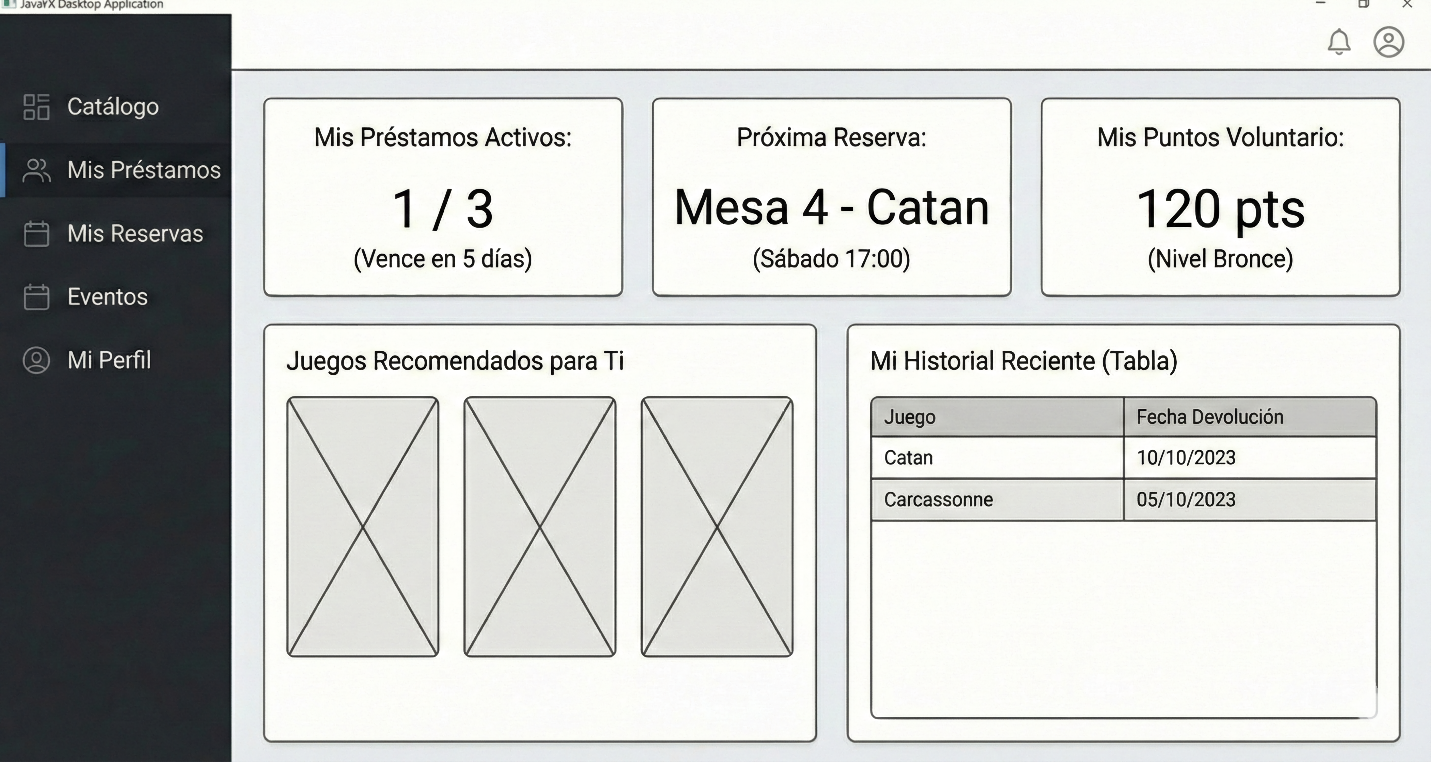 JavaYX Dasktop Application
Catálogo
Mis Préstamos
Mis Reservas
Eventos
Mi Perfil
Mis Préstamos Activos:
1 / 3
(Vence en 5 días)
Próxima Reserva:
Mesa 4 - Catan
(Sábado 17:00)
Mis Puntos Voluntario:
120 pts
(Nivel Bronce)
Juegos Recomendados para Ti
Mi Historial Reciente (Tabla)
Juego Fecha Devolución
Catan 10/10/2023
Carcassonne 05/10/2023